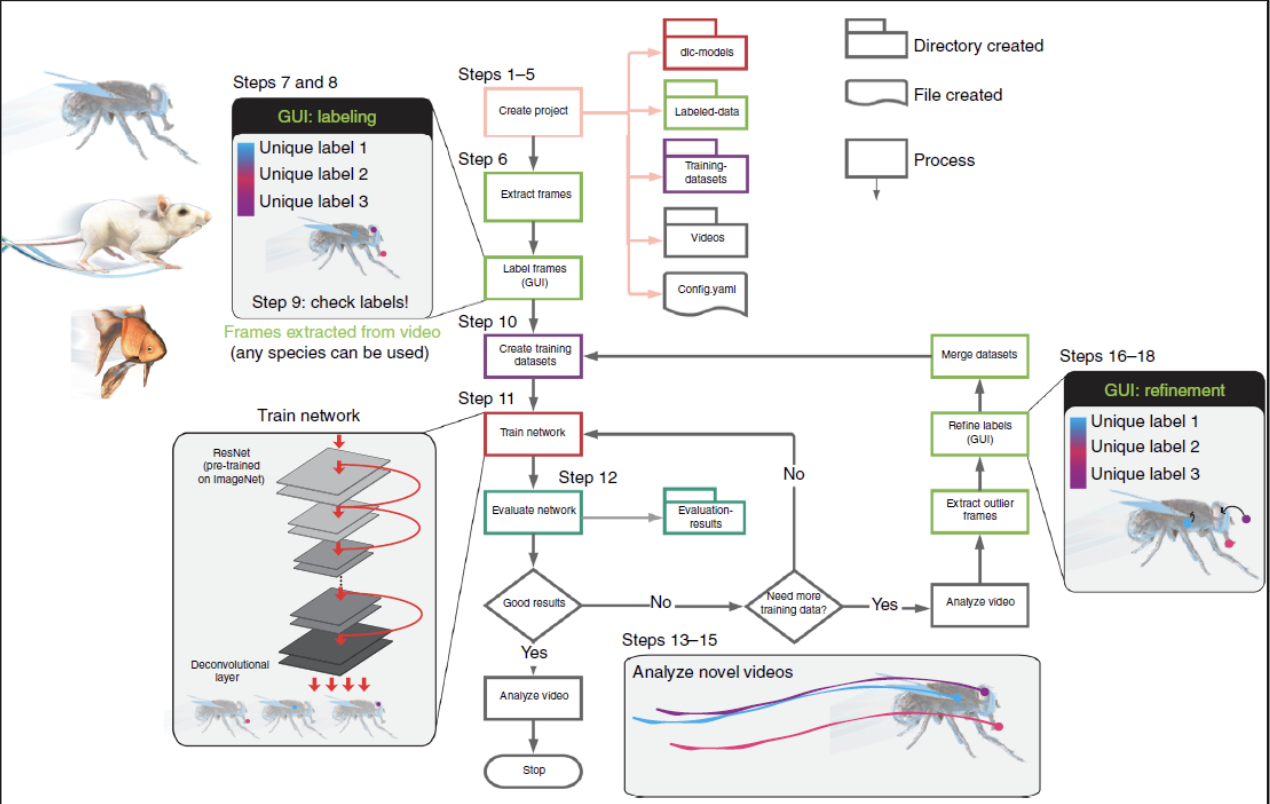 Steps 7 and 8
GUI: labeling
Unique label 1
Unique label 2
Unique label 3
Step 9: check labels!
Frames extracted from video
(any species can be used)
Steps 1–5
Create project
Step 6
Extract frames
Label frames
(GUI)
Step 10
Create training
datasets
Step 11
Train network
Step 12
Evaluate network
Evaluation-
results
Good results
No
Need more
training data?
No
Yes
Analyze video
Yes
Analyze video
Stop
dlc-models
Labeled-data
Training-
datasets
Videos
Config.yaml
Directory created
File created
Process
Merge datasets
Refine labels
(GUI)
Extract outlier
frames
Steps 16–18
GUI: refinement
Unique label 1
Unique label 2
Unique label 3
Train network
ResNet
(pre-trained
on ImageNet)
Deconvolutional
layer
Steps 13–15
Analyze novel videos